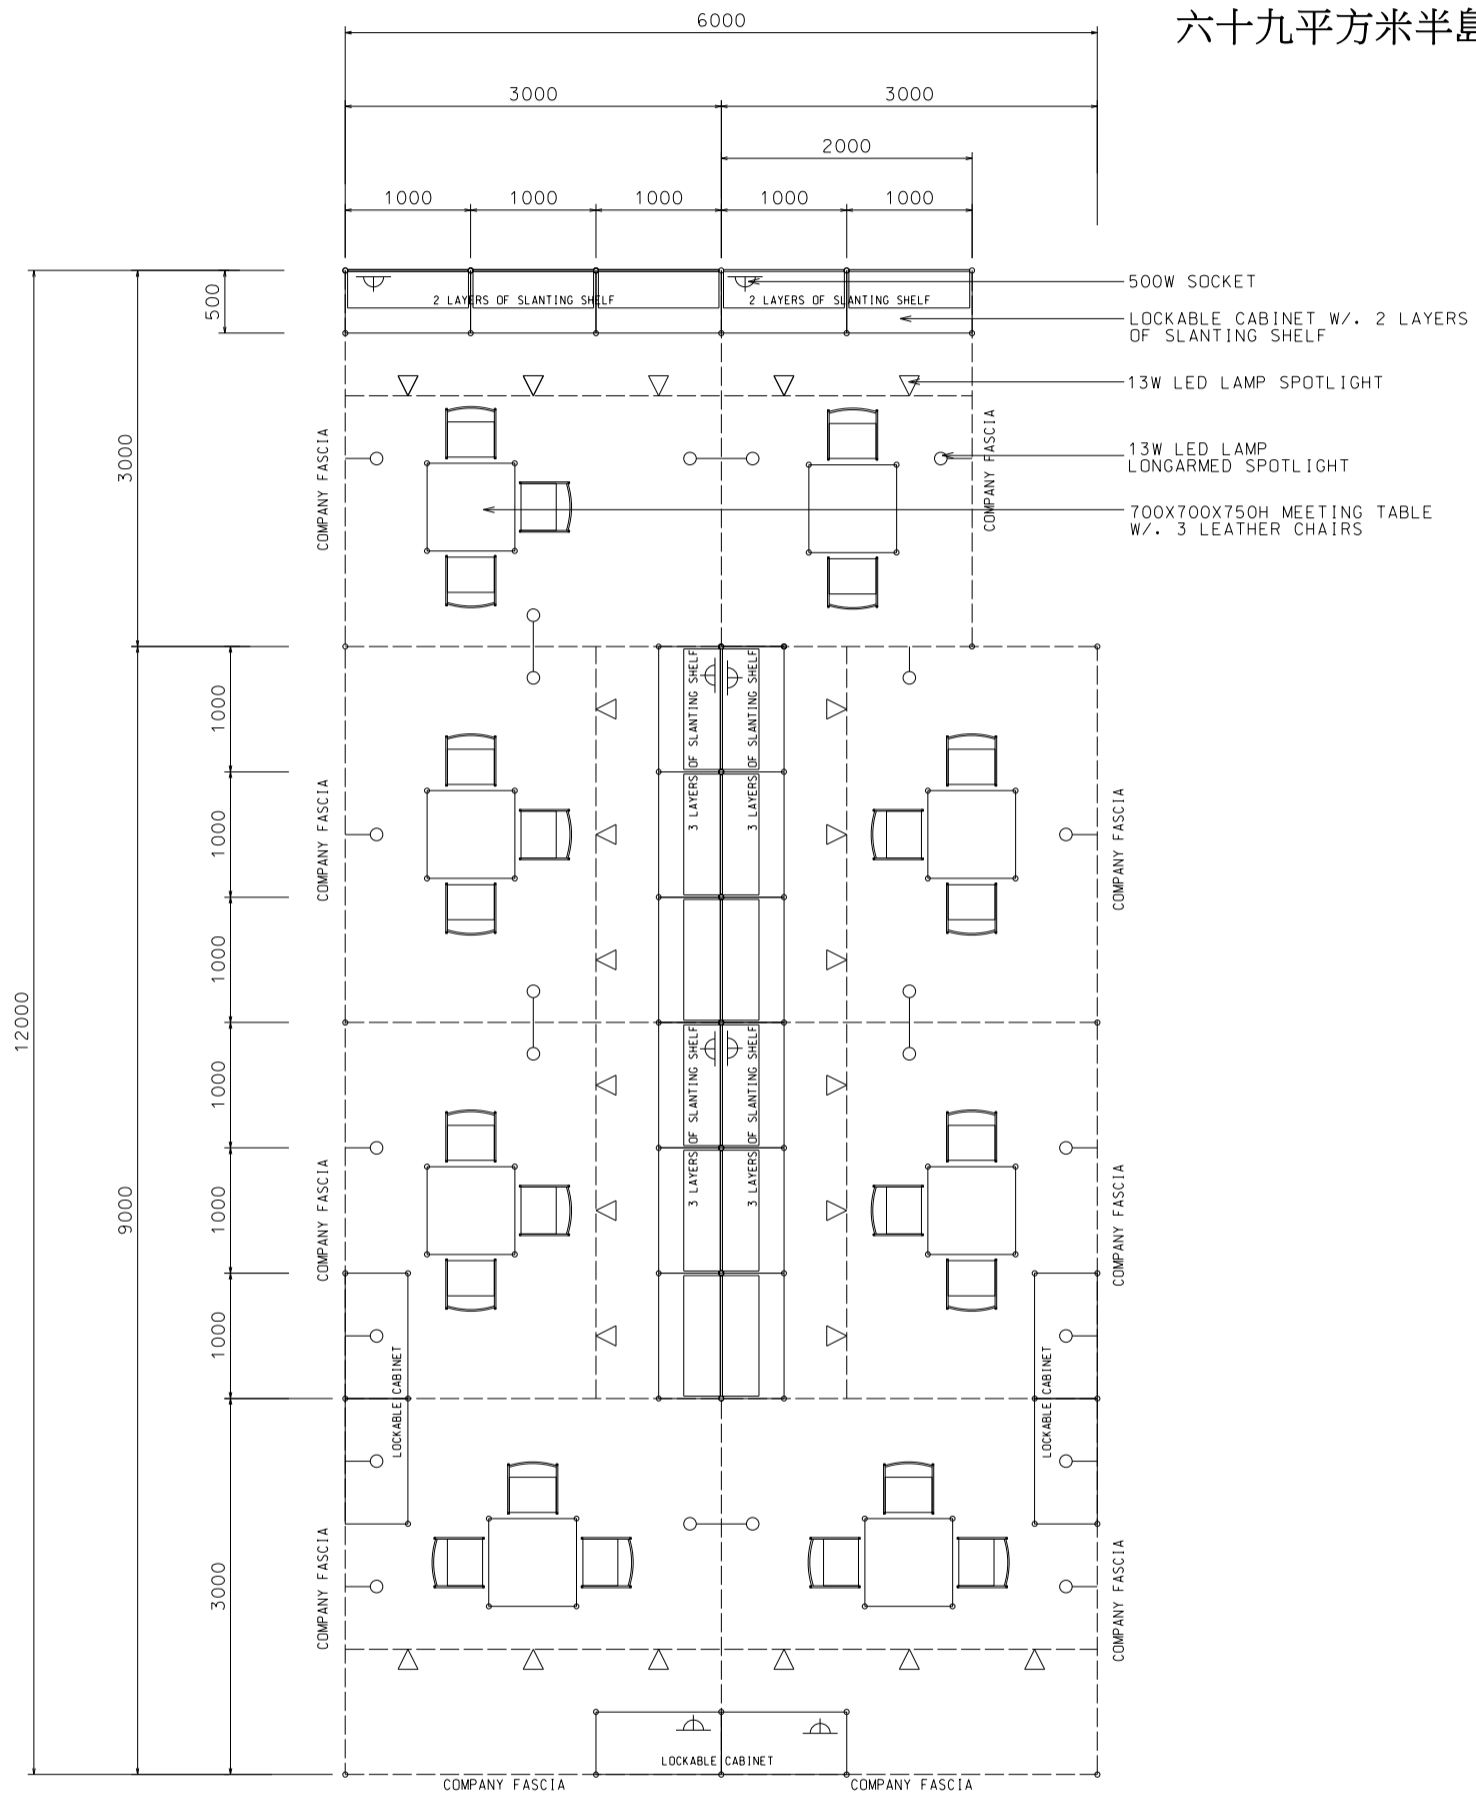 六十九平方米半島
6000
3000
3000
2000
1000
1000
1000
1000
1000
500
2 LAYERS OF SLANTING SHELF
2 LAYERS OF SLANTING SHELF
500W SOCKET
LOCKABLE CABINET W/. 2 LAYERS
OF SLANTING SHELF
13W LED LAMP SPOTLIGHT
13W LED LAMP
LONGARMED SPOTLIGHT
700X700X750H MEETING TABLE
W/. 3 LEATHER CHAIRS
COMPANY FASCIA
COMPANY FASCIA
3000
12000
9000
1000
1000
1000
1000
1000
1000
3000
3 LAYERS OF SLANTING SHELF
3 LAYERS OF SLANTING SHELF
COMPANY FASCIA
COMPANY FASCIA
3 LAYERS OF SLANTING SHELF
3 LAYERS OF SLANTING SHELF
COMPANY FASCIA
COMPANY FASCIA
LOCKABLE CABINET
LOCKABLE CABINET
COMPANY FASCIA
COMPANY FASCIA
LOCKABLE CABINET
COMPANY FASCIA
COMPANY FASCIA